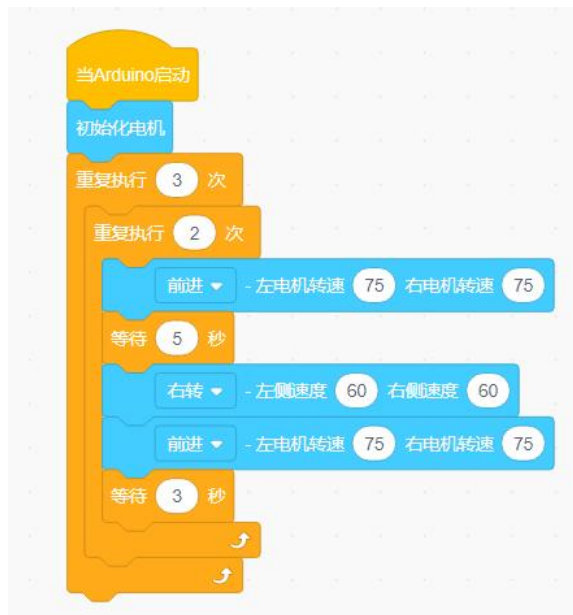 当Arduino启动
初始化电机
重复执行 3 次
重复执行 2 次
前进 - 左电机转速 75 右电机转速 75
等待 5 秒
右转 - 左侧速度 60 右侧速度 60
前进 - 左电机转速 75 右电机转速 75
等待 3 秒